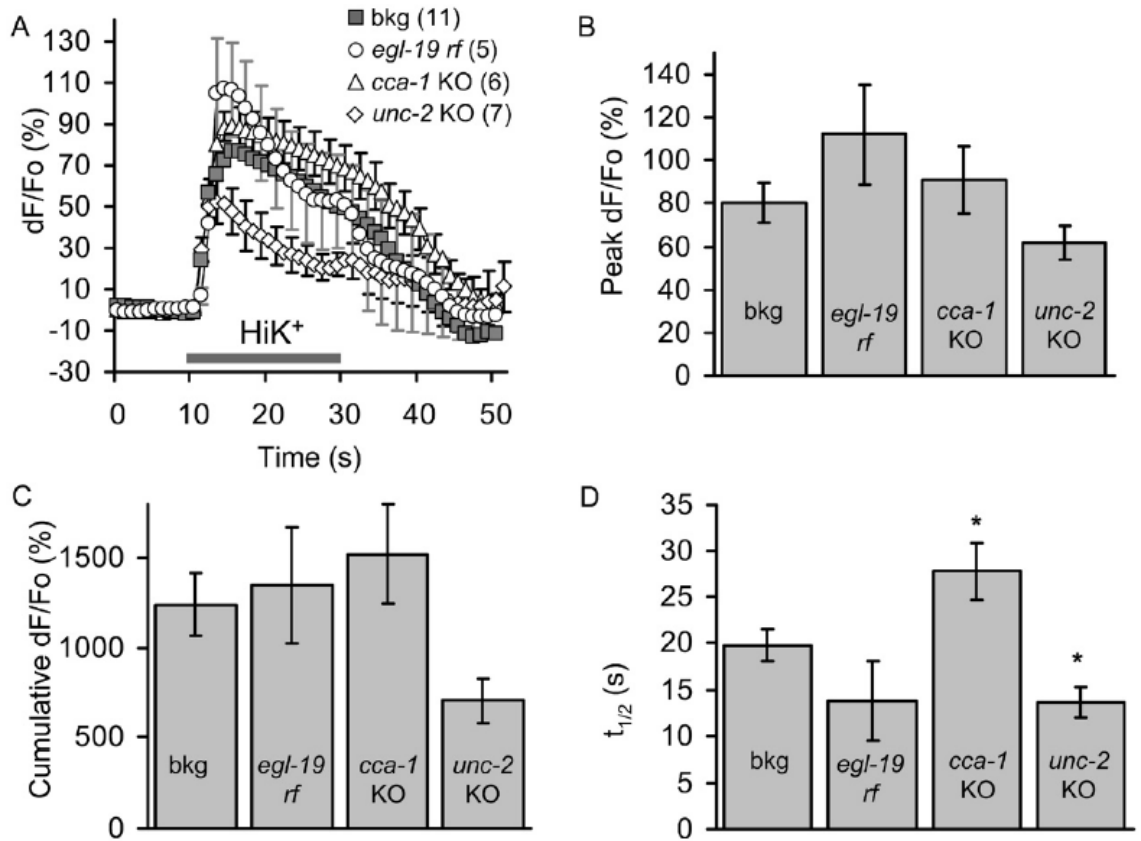 A
bkg (11)
egl-19 rf (5)
cca-1 KO (6)
unc-2 KO (7)
130
110
90
70
50
30
10
-10
-30
dF/Fo (%)
HiK+
0 10 20 30 40 50
Time (s)
B
140
120
100
80
60
40
20
0
Peak dF/Fo (%)
bkg
egl-19
rf
cca-1
KO
unc-2
KO
C
1500
1000
500
0
Cumulative dF/Fo (%)
bkg
egl-19
rf
cca-1
KO
unc-2
KO
D
35
30
25
20
15
10
5
0
t1/2 (s)
*
*
bkg
egl-19
rf
cca-1
KO
unc-2
KO